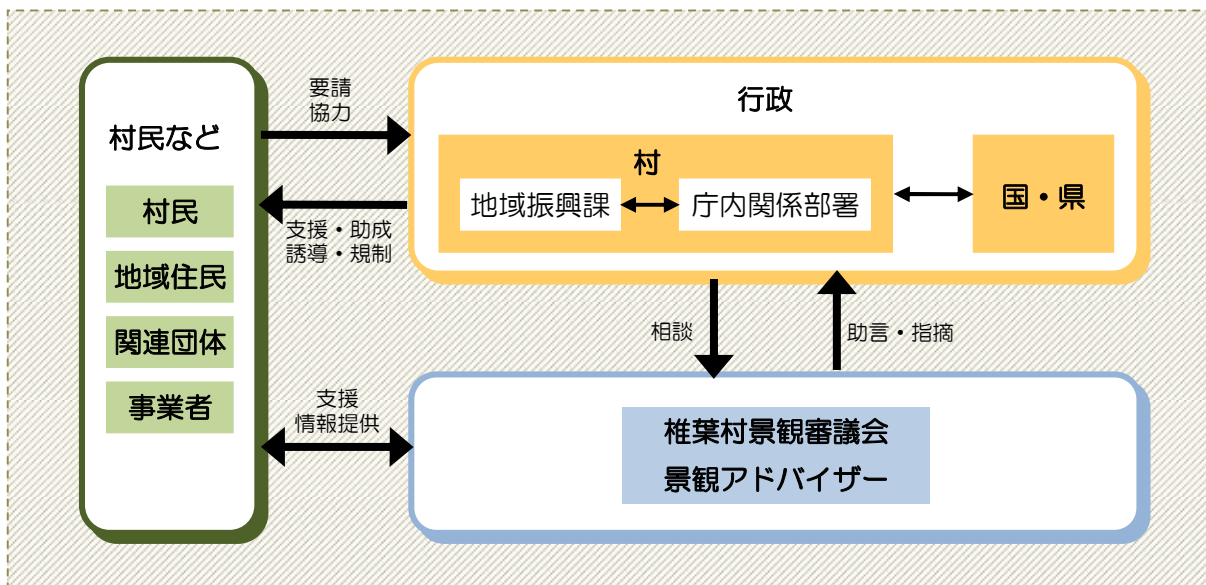 村民など
村民
地域住民
関連団体
事業者
要請
協力
支援・助成
誘導・規制
支援
情報提供
行政
村
地域振興課
庁内関係部署
国・県
相談
助言・指摘
椎葉村景観審議会
景観アドバイザー